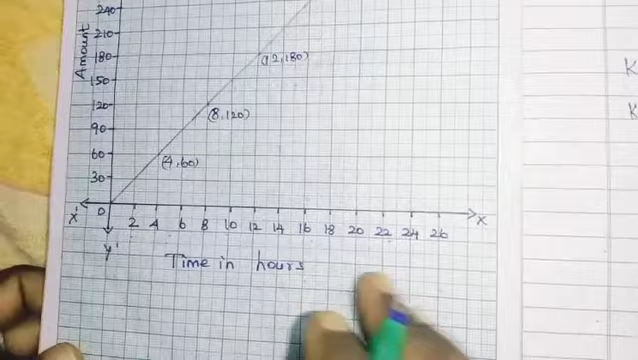 Amount
240
210
180
150
120
90
60
30
0
(12,180)
(8,120)
(4,60)
X'
2 4 6 8 10 12 14 16 18 20 22 24 26
X
Y'
Time in hours
K
K